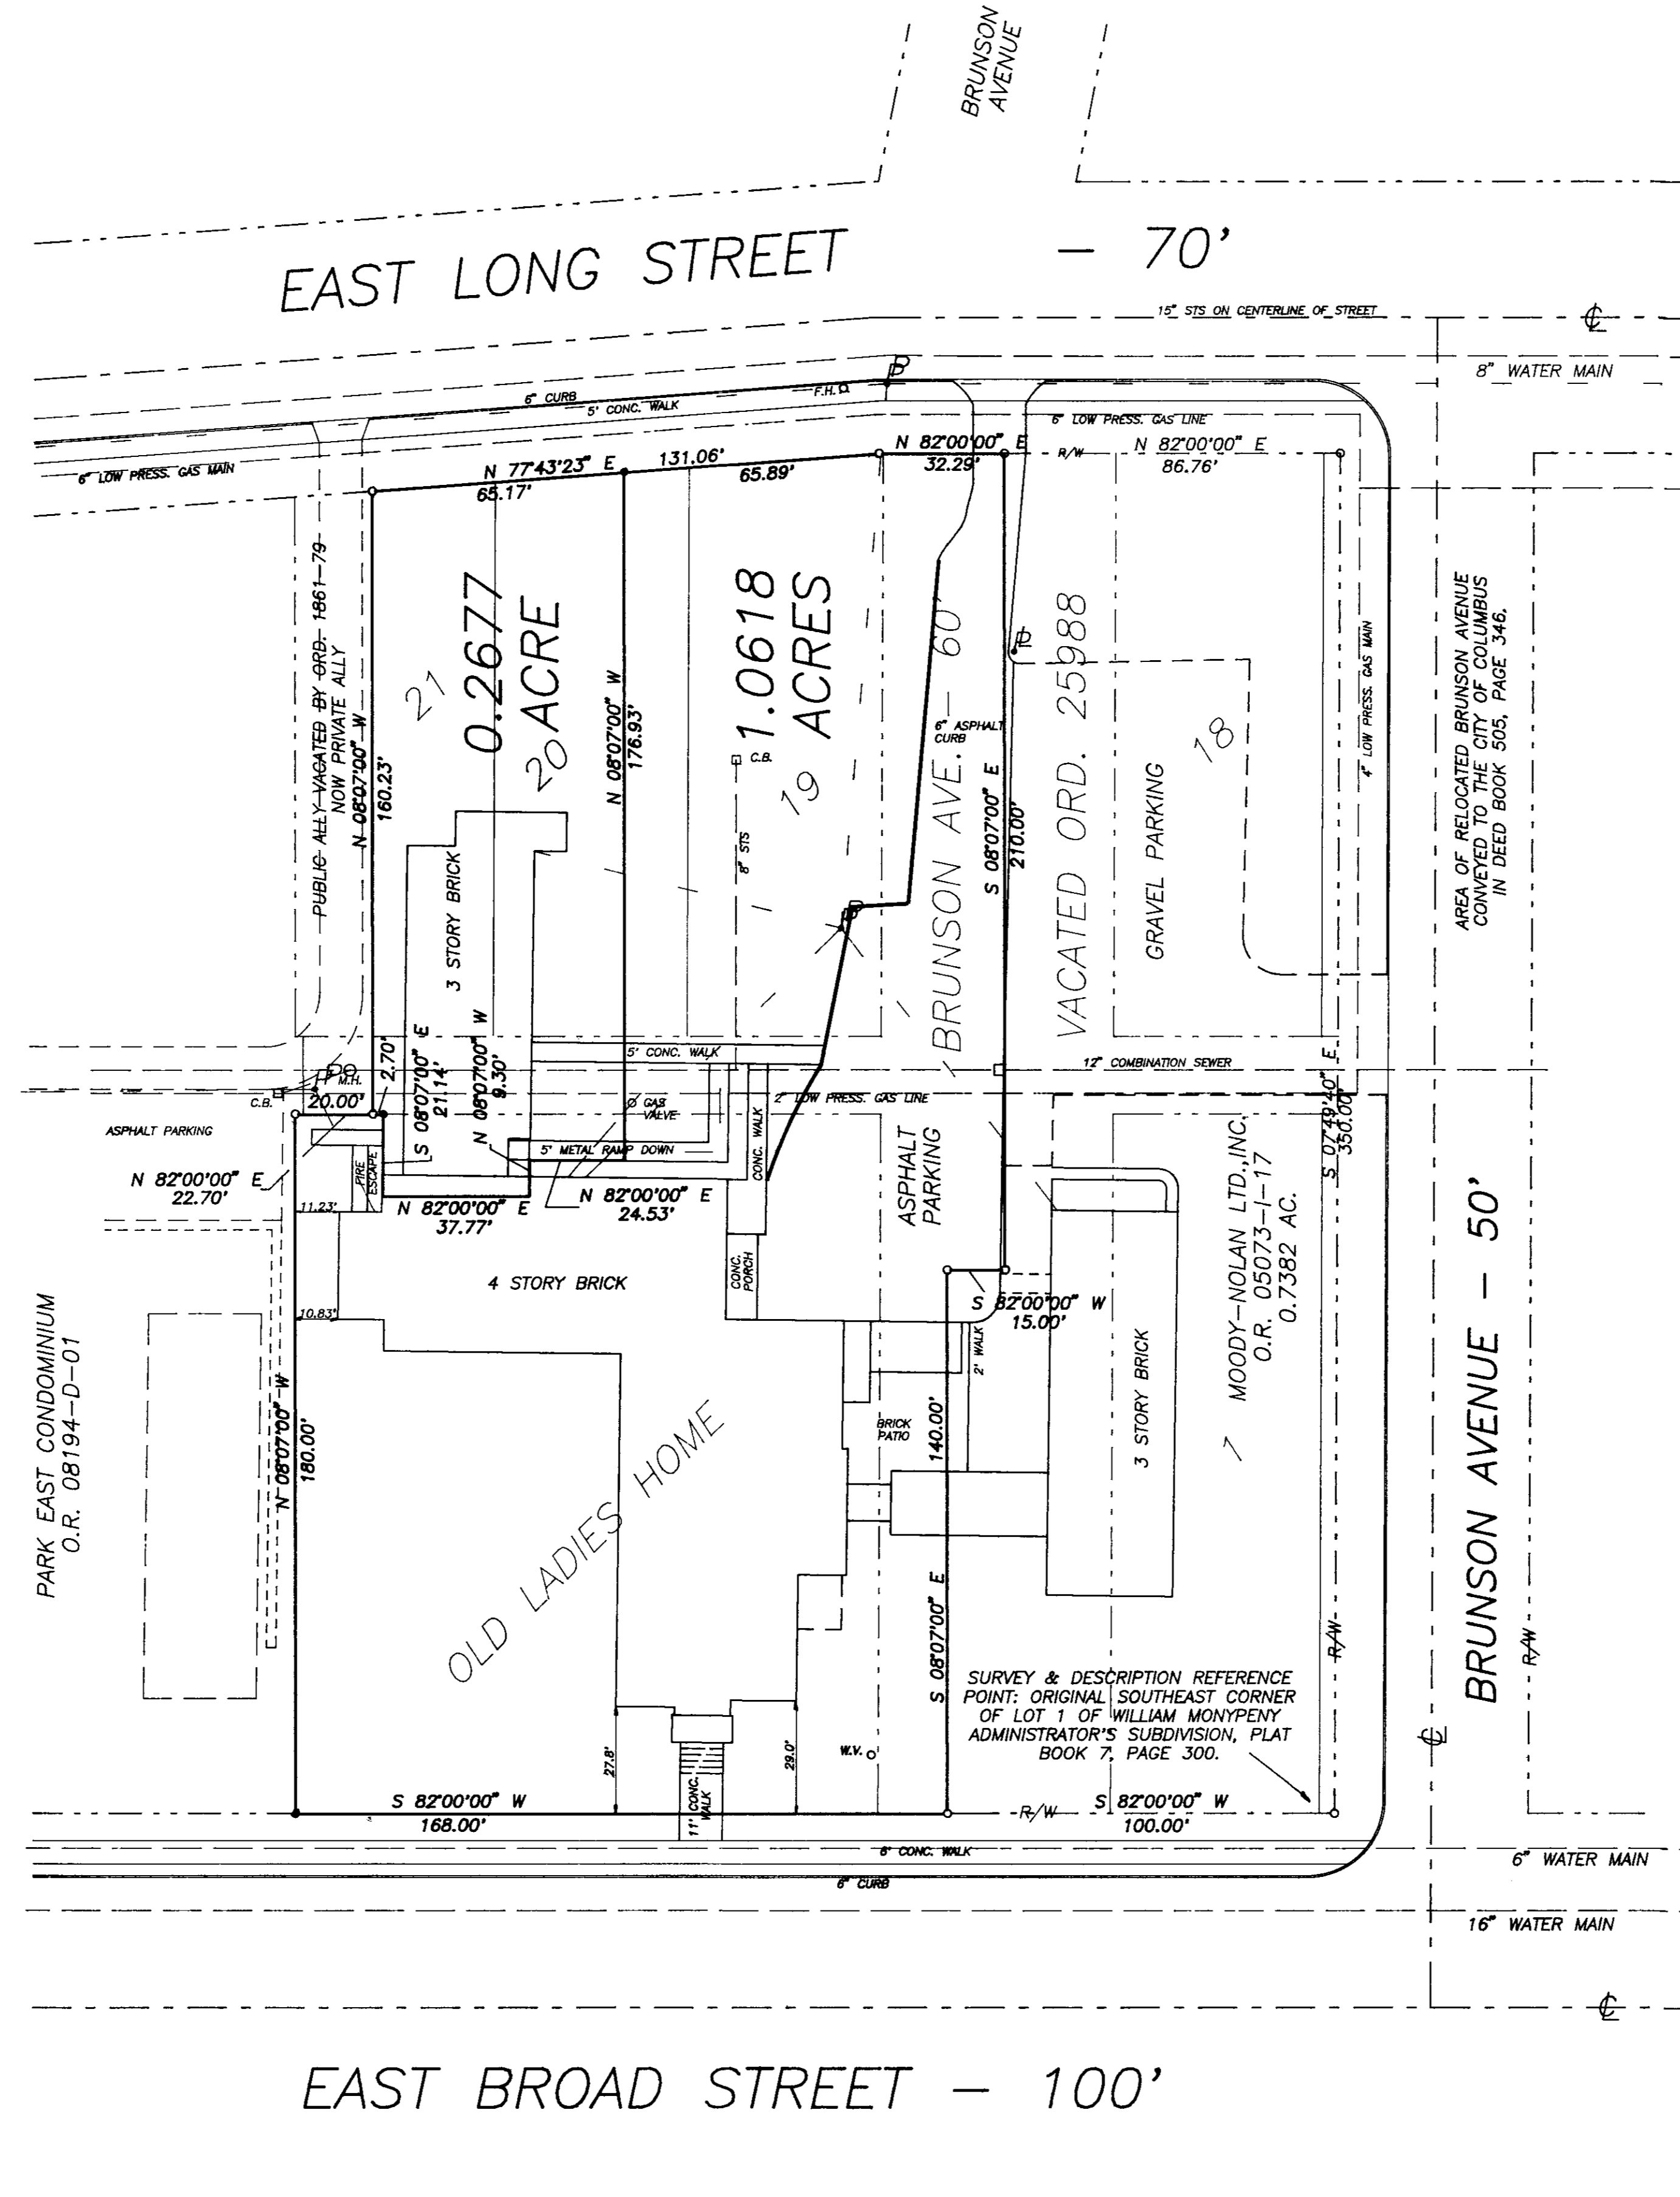 BRUNSON
AVENUE
EAST LONG STREET - 70'
15" STS ON CENTERLINE OF STREET
8" WATER MAIN
6" CURB
5' CONC. WALK
F.H.
6" LOW PRESS. GAS LINE
6" LOW PRESS. GAS MAIN
N 77°43'23" E
65.17'
131.06'
65.89'
N 82°00'00" E
32.29'
R/W
N 82°00'00" E
86.76'
PUBLIC ALLY VACATED BY ORD. 1861-79
NOW PRIVATE ALLY
N 08°07'00" W
160.23'
21
0.2677
ACRE
20
N 08°07'00" W
176.93'
1.0618
ACRES
C.B.
19
8" STS
6" ASPHALT
CURB
BRUNSON AVE. - 60'
S 08°07'00" E
210.00'
VACATED ORD. 25988
GRAVEL PARKING
18
4" LOW PRESS. GAS MAIN
AREA OF RELOCATED BRUNSON AVENUE
CONVEYED TO THE CITY OF COLUMBUS
IN DEED BOOK 505, PAGE 346.
3 STORY BRICK
S 08°07'00" E
21.14'
N 08°07'00" W
9.30'
2.70'
M.H.
C.B.
20.00'
ASPHALT PARKING
N 82°00'00" E
22.70'
FIRE
ESCAPE
11.23'
N 82°00'00" E
37.77'
5' CONC. WALK
GAS
VALVE
5' METAL RAMP DOWN
N 82°00'00" E
24.53'
CONC. WALK
2" LOW PRESS. GAS LINE
12" COMBINATION SEWER
ASPHALT
PARKING
S 07°49'40" E
350.00'
MOODY-NOLAN LTD.,INC.
O.R. 05073-I-17
0.7382 AC.
4 STORY BRICK
CONC.
PORCH
10.83'
S 82°00'00" W
15.00'
2' WALK
3 STORY BRICK
1
PARK EAST CONDOMINIUM
O.R. 08194-D-01
N 08°07'00" W
180.00'
OLD LADIES HOME
BRICK
PATIO
140.00'
S 08°07'00" E
BRUNSON AVENUE - 50'
R/W
R/W
SURVEY & DESCRIPTION REFERENCE
POINT: ORIGINAL SOUTHEAST CORNER
OF LOT 1 OF WILLIAM MONYPENY
ADMINISTRATOR'S SUBDIVISION, PLAT
BOOK 7, PAGE 300.
27.8'
29.0'
W.V.
11' CONC.
WALK
S 82°00'00" W
168.00'
R/W
S 82°00'00" W
100.00'
8' CONC. WALK
6" CURB
6" WATER MAIN
16" WATER MAIN
EAST BROAD STREET - 100'